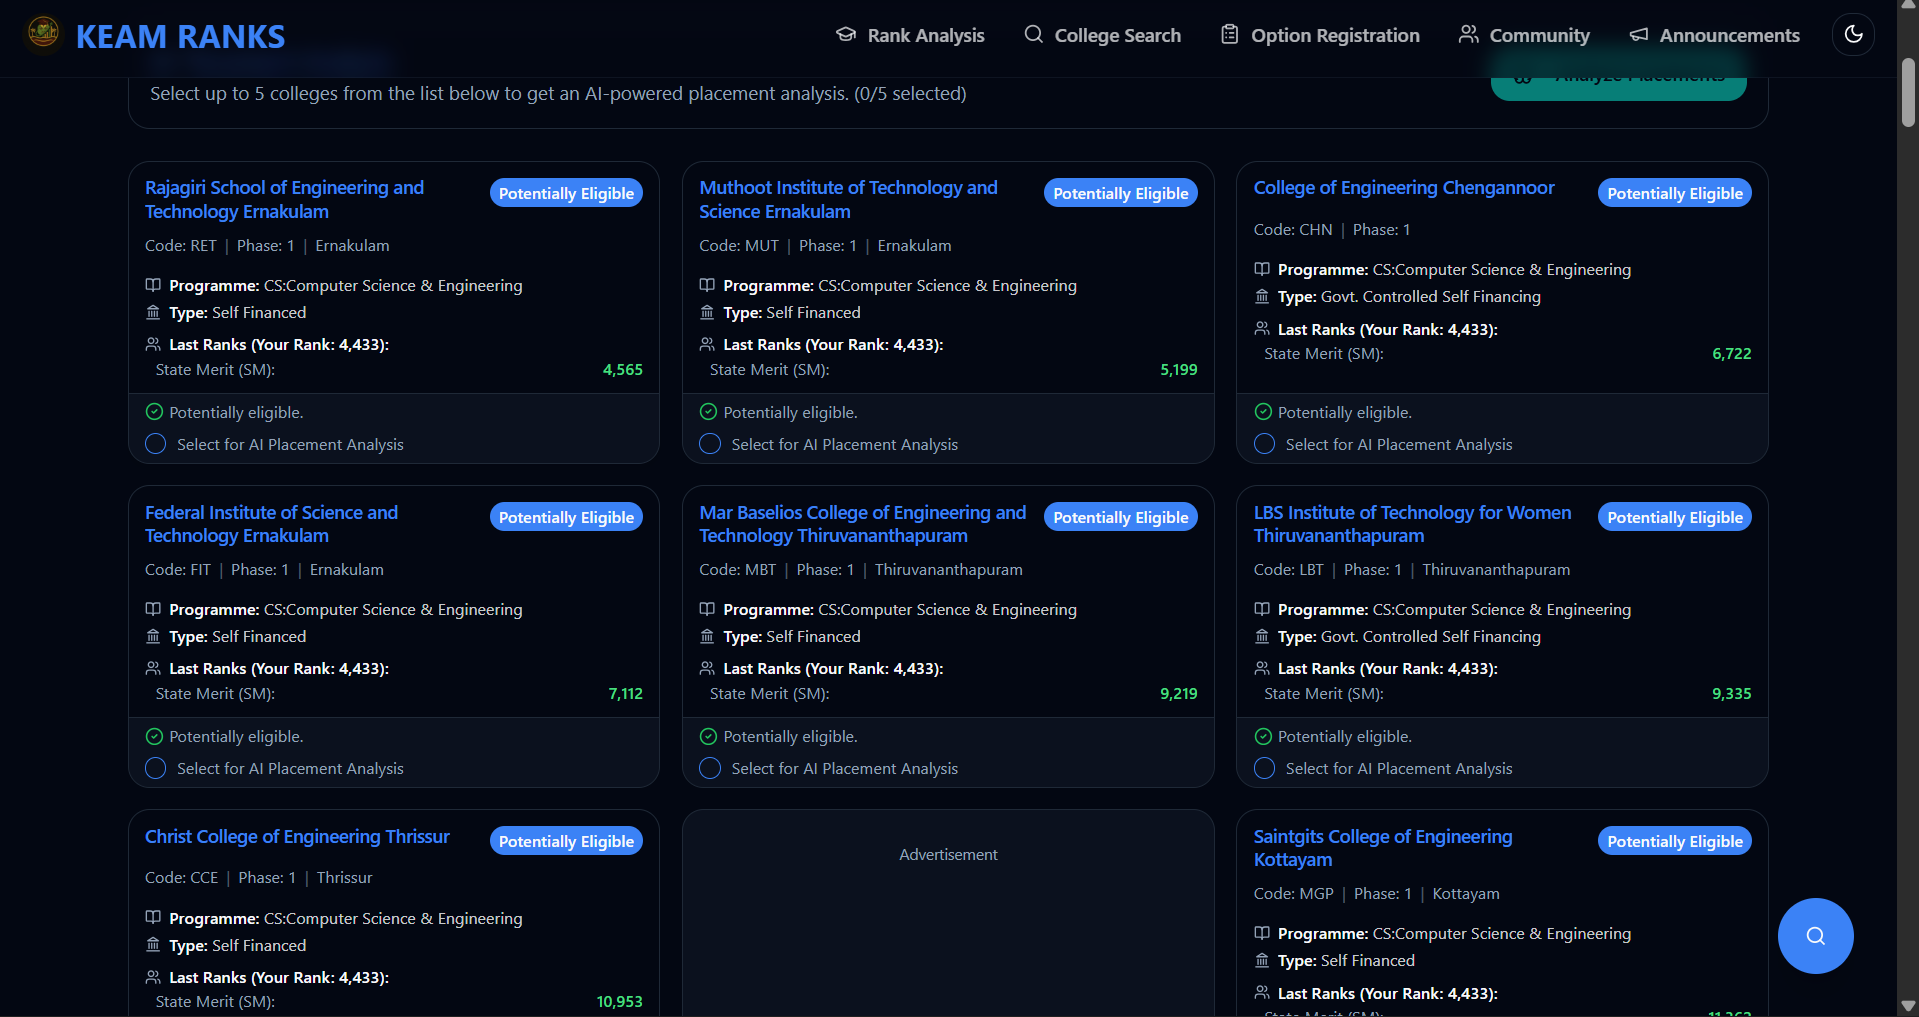 KEAM RANKS
Rank Analysis
College Search
Option Registration
Community
Announcements
Analyze Placements
Select up to 5 colleges from the list below to get an AI-powered placement analysis. (0/5 selected)
Rajagiri School of Engineering and
Technology Ernakulam
Potentially Eligible
Code: RET | Phase: 1 | Ernakulam
Programme: CS:Computer Science & Engineering
Type: Self Financed
Last Ranks (Your Rank: 4,433):
State Merit (SM): 4,565
Potentially eligible.
Select for AI Placement Analysis
Muthoot Institute of Technology and
Science Ernakulam
Potentially Eligible
Code: MUT | Phase: 1 | Ernakulam
Programme: CS:Computer Science & Engineering
Type: Self Financed
Last Ranks (Your Rank: 4,433):
State Merit (SM): 5,199
Potentially eligible.
Select for AI Placement Analysis
College of Engineering Chengannoor
Potentially Eligible
Code: CHN | Phase: 1
Programme: CS:Computer Science & Engineering
Type: Govt. Controlled Self Financing
Last Ranks (Your Rank: 4,433):
State Merit (SM): 6,722
Potentially eligible.
Select for AI Placement Analysis
Federal Institute of Science and
Technology Ernakulam
Potentially Eligible
Code: FIT | Phase: 1 | Ernakulam
Programme: CS:Computer Science & Engineering
Type: Self Financed
Last Ranks (Your Rank: 4,433):
State Merit (SM): 7,112
Potentially eligible.
Select for AI Placement Analysis
Mar Baselios College of Engineering and
Technology Thiruvananthapuram
Potentially Eligible
Code: MBT | Phase: 1 | Thiruvananthapuram
Programme: CS:Computer Science & Engineering
Type: Self Financed
Last Ranks (Your Rank: 4,433):
State Merit (SM): 9,219
Potentially eligible.
Select for AI Placement Analysis
LBS Institute of Technology for Women
Thiruvananthapuram
Potentially Eligible
Code: LBT | Phase: 1 | Thiruvananthapuram
Programme: CS:Computer Science & Engineering
Type: Govt. Controlled Self Financing
Last Ranks (Your Rank: 4,433):
State Merit (SM): 9,335
Potentially eligible.
Select for AI Placement Analysis
Christ College of Engineering Thrissur
Potentially Eligible
Code: CCE | Phase: 1 | Thrissur
Programme: CS:Computer Science & Engineering
Type: Self Financed
Last Ranks (Your Rank: 4,433):
State Merit (SM): 10,953
Advertisement
Saintgits College of Engineering
Kottayam
Potentially Eligible
Code: MGP | Phase: 1 | Kottayam
Programme: CS:Computer Science & Engineering
Type: Self Financed
Last Ranks (Your Rank: 4,433):
State Merit (SM):